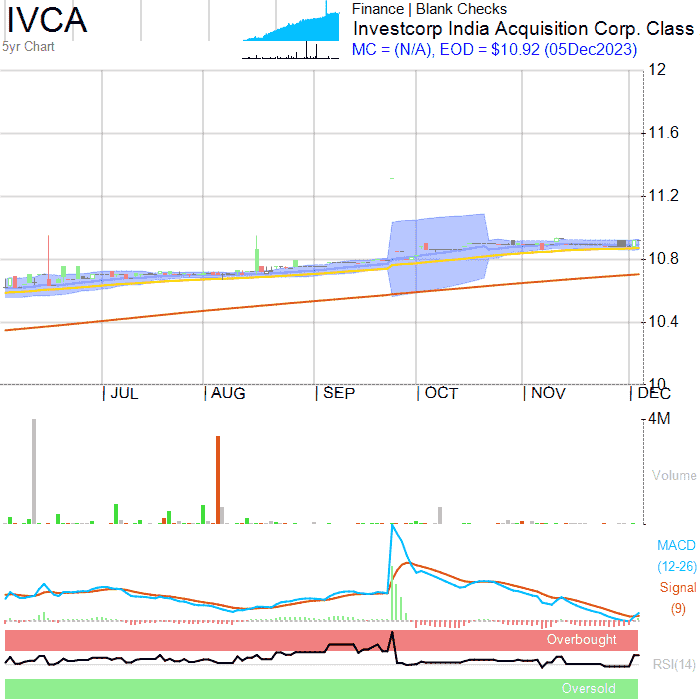 IVCA
5yr Chart
Finance | Blank Checks
Investcorp India Acquisition Corp. Class
MC = (N/A), EOD = $10.92 (05Dec2023)
12
11.6
11.2
10.8
10.4
10
JUL
AUG
SEP
OCT
NOV
DEC
4M
Volume
MACD
(12-26)
Signal
(9)
Overbought
RSI(14)
Oversold